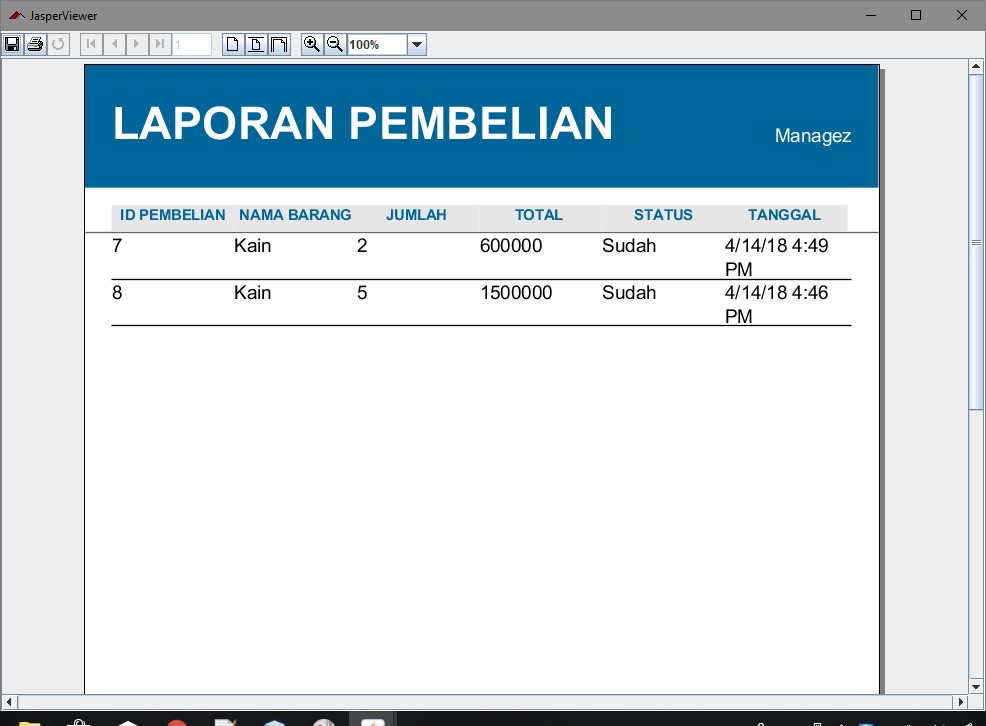 JasperViewer
1
100%
LAPORAN PEMBELIAN
Managez
ID PEMBELIAN NAMA BARANG JUMLAH TOTAL STATUS TANGGAL
7 Kain 2 600000 Sudah 4/14/18 4:49
PM
8 Kain 5 1500000 Sudah 4/14/18 4:46
PM